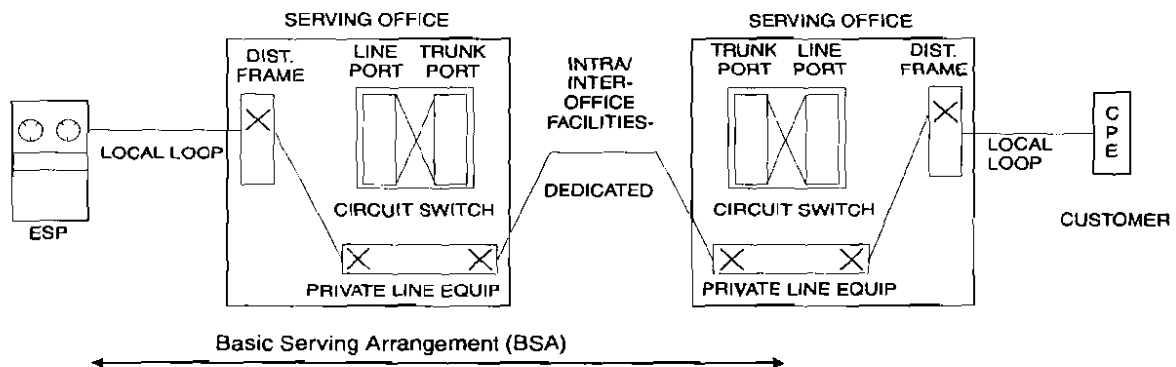 SERVING OFFICE
SERVING OFFICE
DIST.
FRAME
LINE
PORT
TRUNK
PORT
INTRA/
INTER-
OFFICE
FACILITIES-
TRUNK
PORT
LINE
PORT
DIST.
FRAME
LOCAL LOOP
DEDICATED
LOCAL
LOOP
CPE
ESP
CIRCUIT SWITCH
CIRCUIT SWITCH
CUSTOMER
PRIVATE LINE EQUIP
PRIVATE LINE EQUIP
Basic Serving Arrangement (BSA)